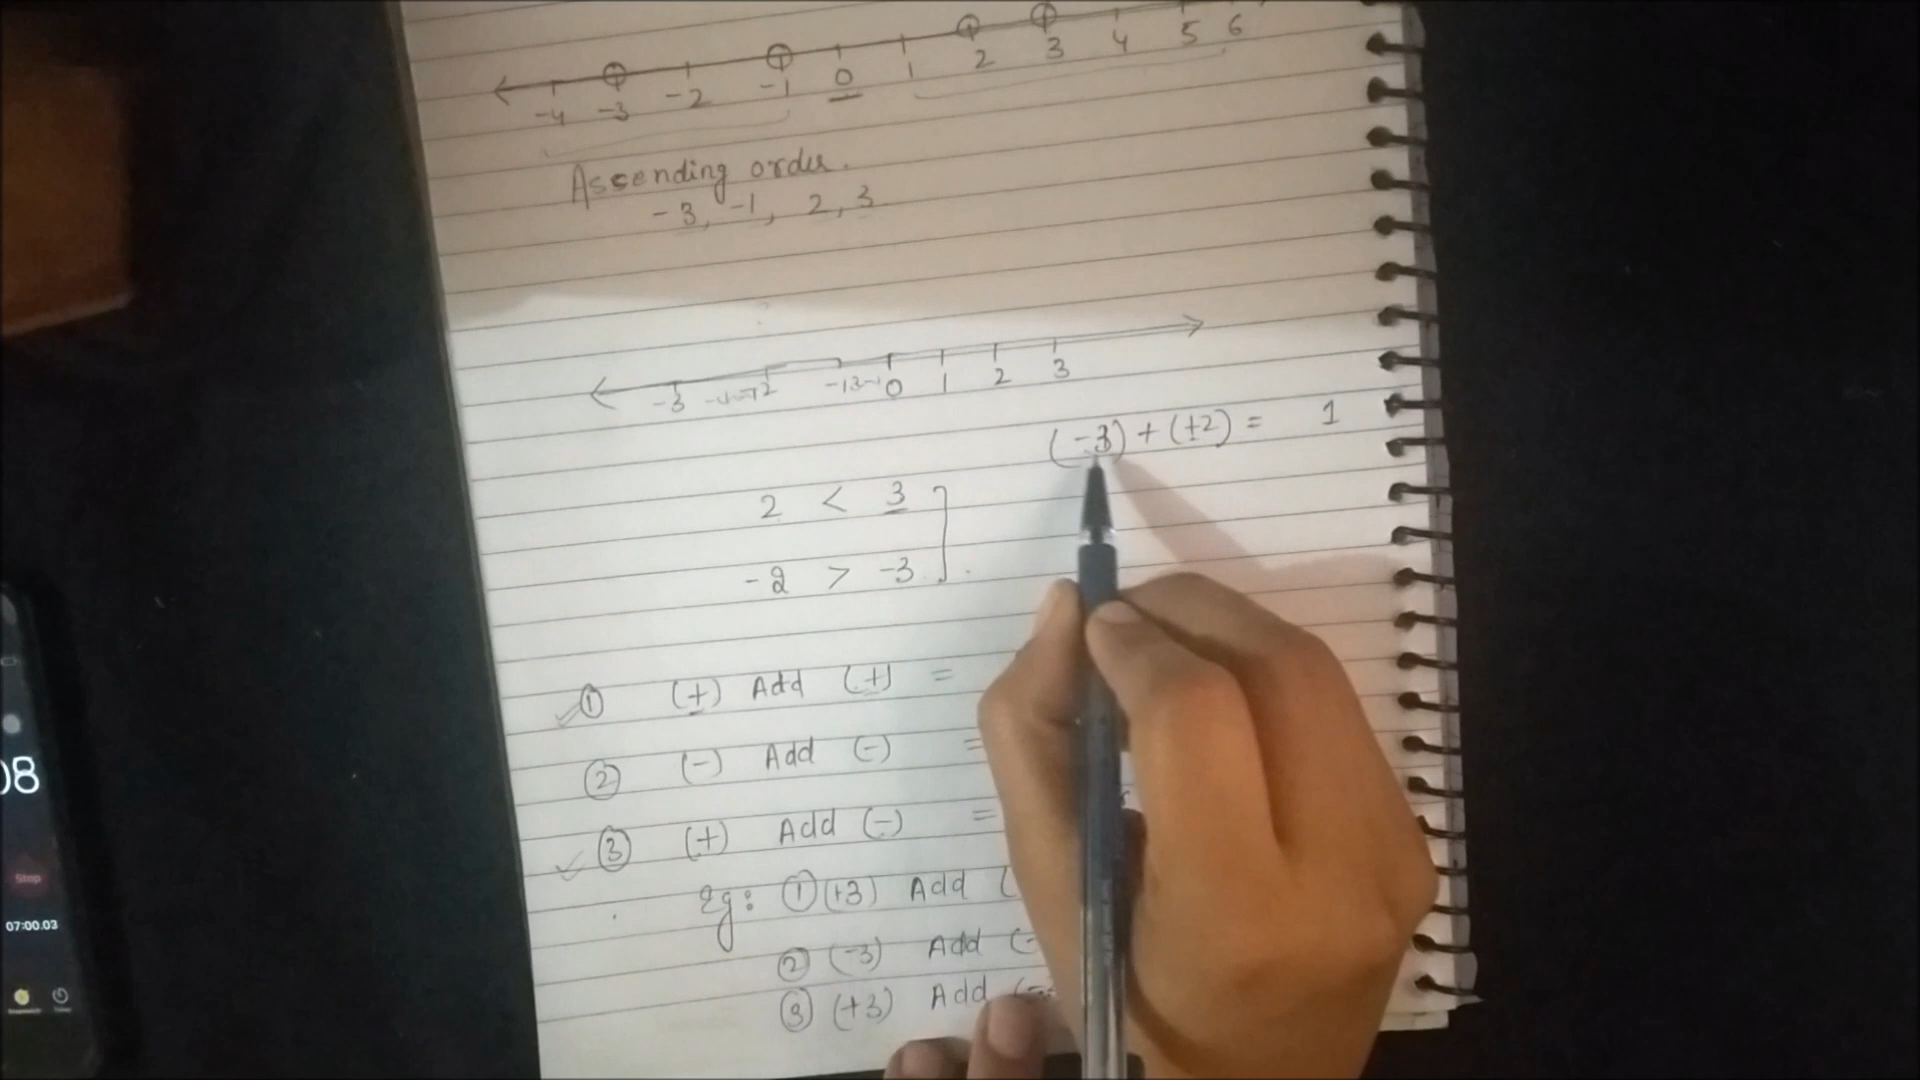 -4 -3 -2 -1 0 1 2 3 4 5 6
Ascending order.
-3, -1, 2, 3
-3 0 1 2 3
(-3) + (+2) = 1
2 < 3
-2 > -3
① (+) Add (+) =
② (-) Add (-) =
③ (+) Add (-) =
Eg: ① (+3) Add (
② (-3) Add (-
③ (+3) Add (-
08
Stop
07:00.03